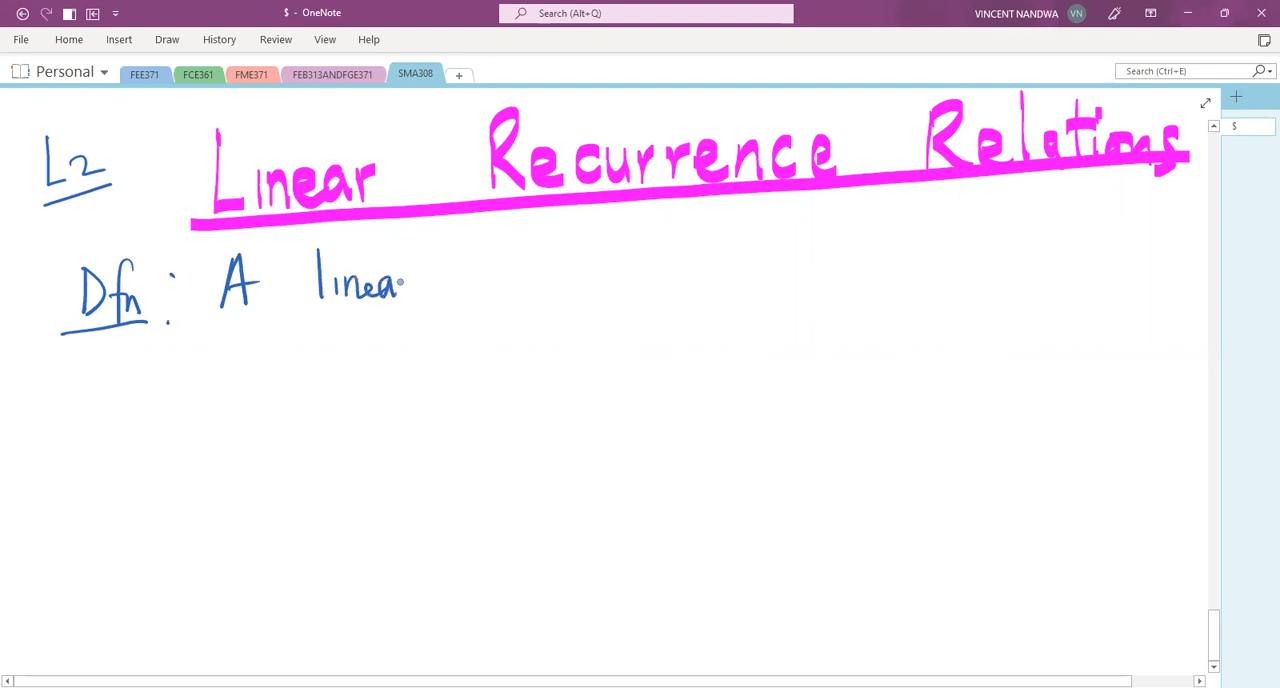 $ - OneNote
Search (Alt+Q)
VINCENT NANDWA VN
File Home Insert Draw History Review View Help
Personal FEE371 FCE361 FME371 FEB313ANDFGE371 SMA308 + Search (Ctrl+E)
L2 Linear Recurrence Relations
$
Dfn : A linea